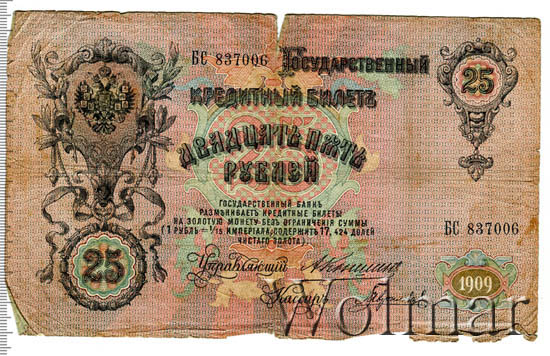 БС 837006
Государственный
25
Кредитный Билетъ
Двадцать пять
рублей
Государственный Банкъ
размѣниваетъ кредитные билеты
на золотую монету безъ ограниченія суммы
(1 рубль = 1/15 имперіала, содержитъ 17,424 долей
чистаго золота).
БС 837006
25
Управляющій
Кассиръ
1909
Wolmar